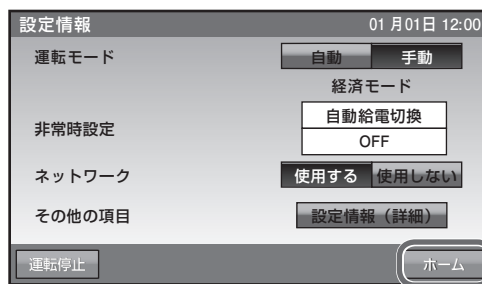 設定情報 01月01日 12:00
運転モード 自動 手動
経済モード
非常時設定 自動給電切換
OFF
ネットワーク 使用する 使用しない
その他の項目 設定情報（詳細）
運転停止 ホーム